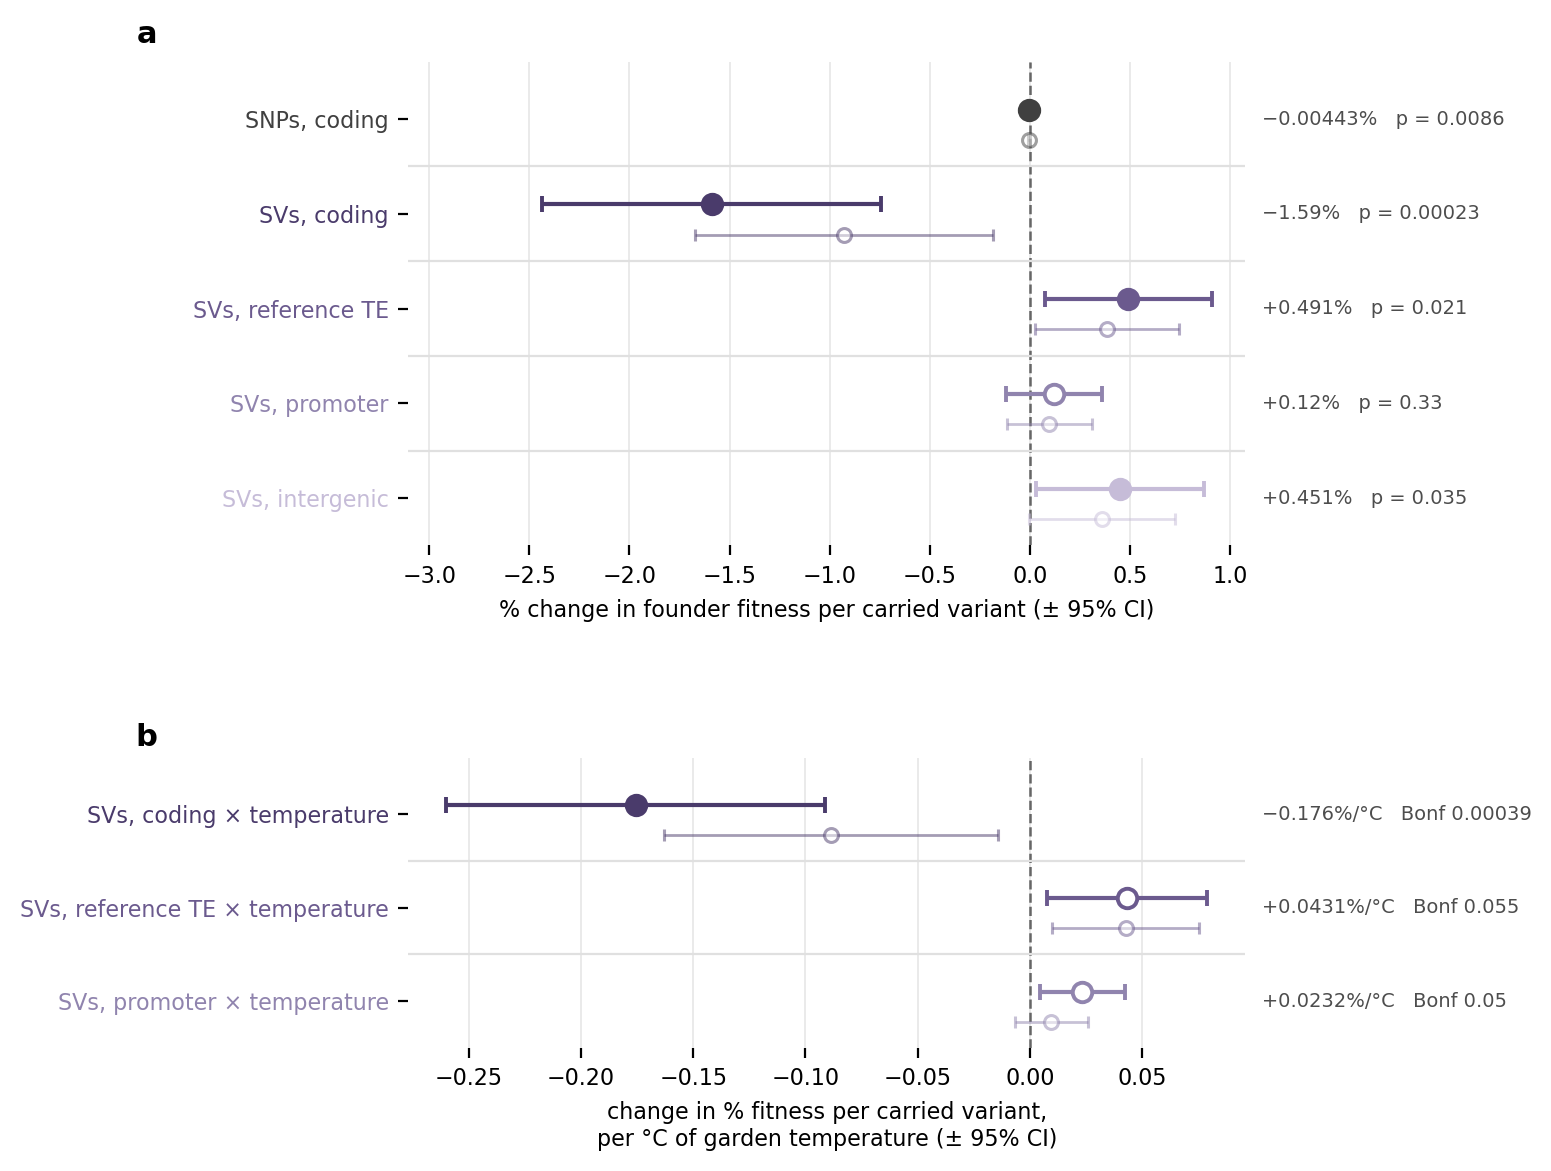 a
SNPs, coding
−0.00443% p = 0.0086
SVs, coding
−1.59% p = 0.00023
SVs, reference TE
+0.491% p = 0.021
SVs, promoter
+0.12% p = 0.33
SVs, intergenic
+0.451% p = 0.035
−3.0 −2.5 −2.0 −1.5 −1.0 −0.5 0.0 0.5 1.0
% change in founder fitness per carried variant (± 95% CI)
b
SVs, coding × temperature
−0.176%/°C Bonf 0.00039
SVs, reference TE × temperature
+0.0431%/°C Bonf 0.055
SVs, promoter × temperature
+0.0232%/°C Bonf 0.05
−0.25 −0.20 −0.15 −0.10 −0.05 0.00 0.05
change in % fitness per carried variant,
per °C of garden temperature (± 95% CI)